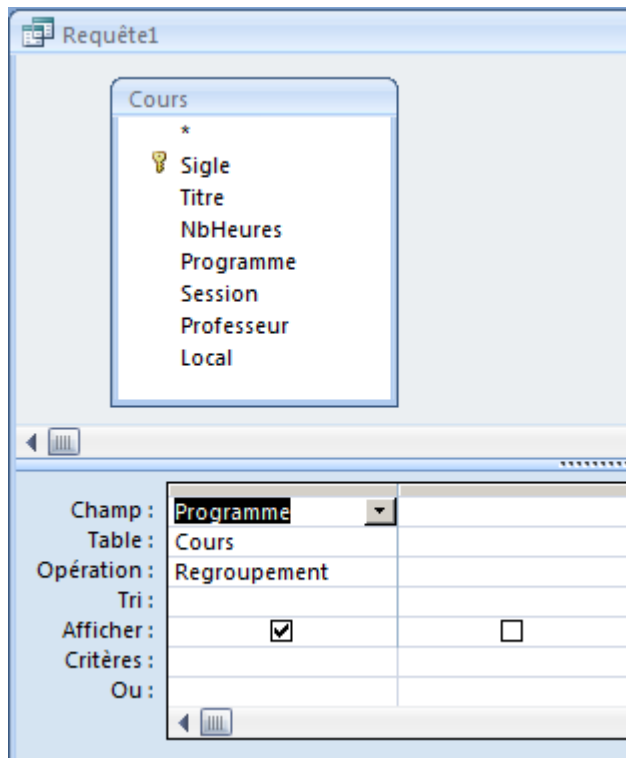 Requête1
Cours
*
Sigle
Titre
NbHeures
Programme
Session
Professeur
Local
Champ : Programme
Table : Cours
Opération : Regroupement
Tri :
Afficher :
Critères :
Ou :